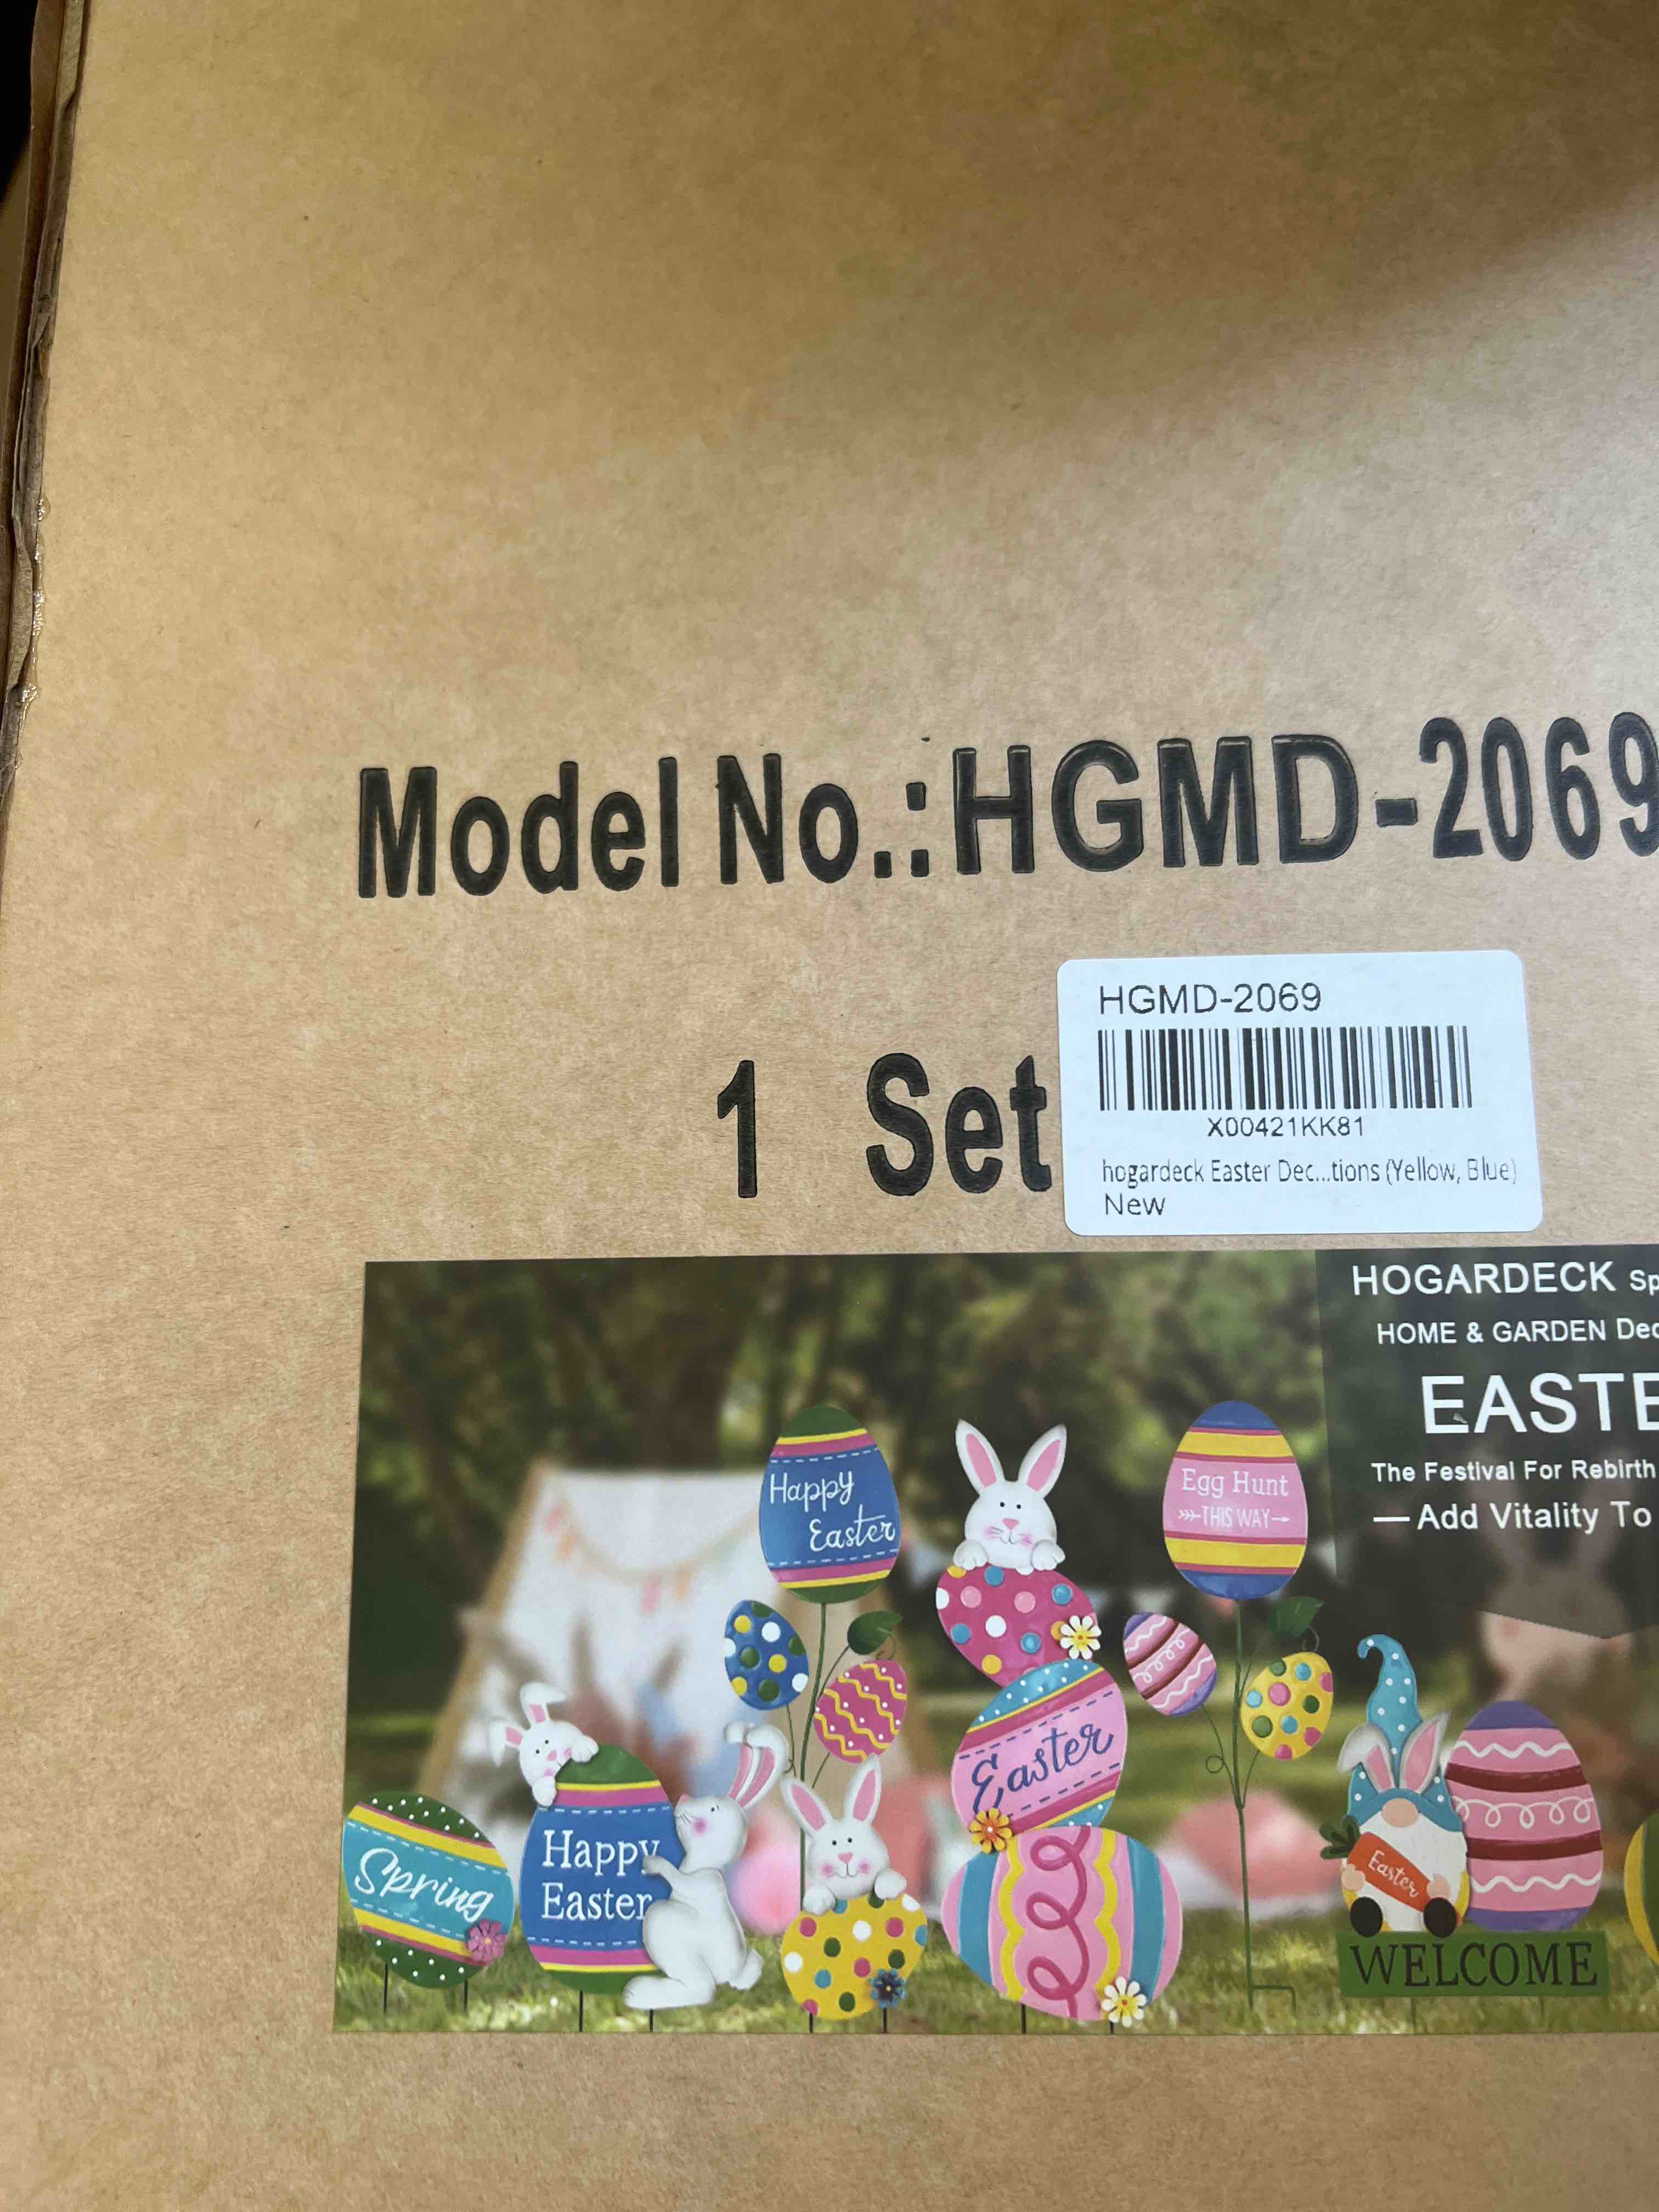 Model No.:HGMD-2069
HGMD-2069
1 Set
X00421KK81
hogardeck Easter Dec...tions (Yellow, Blue)
New
HOGARDECK
HOME & GARDEN
The Festival For Rebirth
— Add Vitality To
Happy
Easter
Egg Hunt
THIS WAY
Easter
Spring
Happy
Easter
Easter
WELCOME